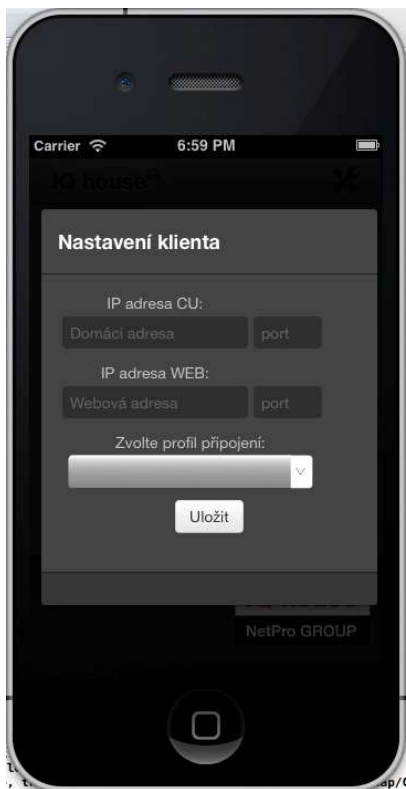 Carrier 6:59 PM
IQ house
Nastavení klienta
IP adresa CU:
Domácí adresa port
IP adresa WEB:
Webová adresa port
Zvolte profil připojení:
Uložit
NetPro GROUP